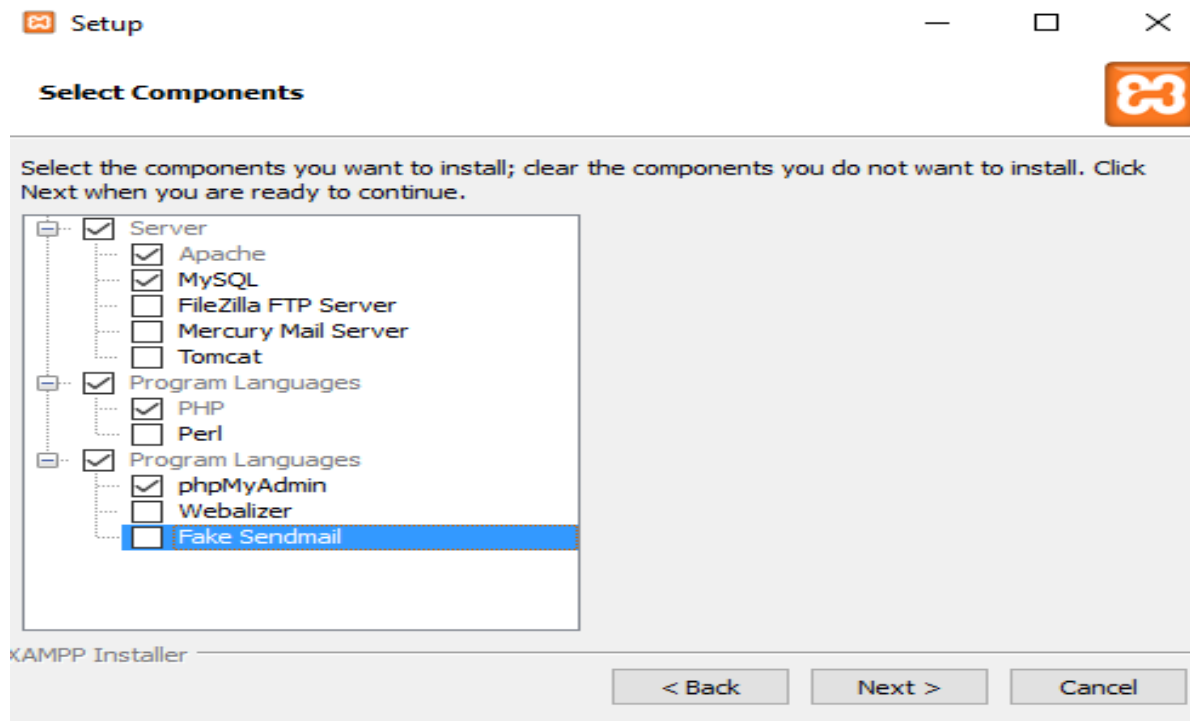 Setup
Select Components
Select the components you want to install; clear the components you do not want to install. Click
Next when you are ready to continue.
Server
Apache
MySQL
FileZilla FTP Server
Mercury Mail Server
Tomcat
Program Languages
PHP
Perl
Program Languages
phpMyAdmin
Webalizer
Fake Sendmail
XAMPP Installer
< Back Next > Cancel